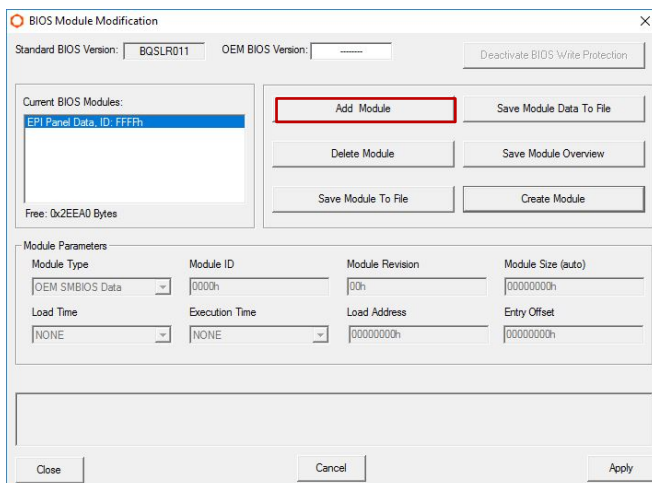 BIOS Module Modification
Standard BIOS Version: BQSLR011 OEM BIOS Version: -------- Deactivate BIOS Write Protection
Current BIOS Modules:
EPI Panel Data, ID: FFFFh
Free: 0x2EEA0 Bytes
Add Module Save Module Data To File
Delete Module Save Module Overview
Save Module To File Create Module
Module Parameters
Module Type Module ID Module Revision Module Size (auto)
OEM SMBIOS Data 0000h 00h 00000000h
Load Time Execution Time Load Address Entry Offset
NONE NONE 00000000h 00000000h
Close Cancel Apply